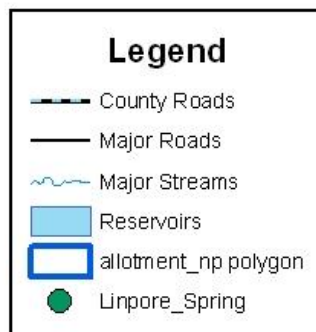 Legend
County Roads
Major Roads
Major Streams
Reservoirs
allotment_np polygon
Linpore_Spring